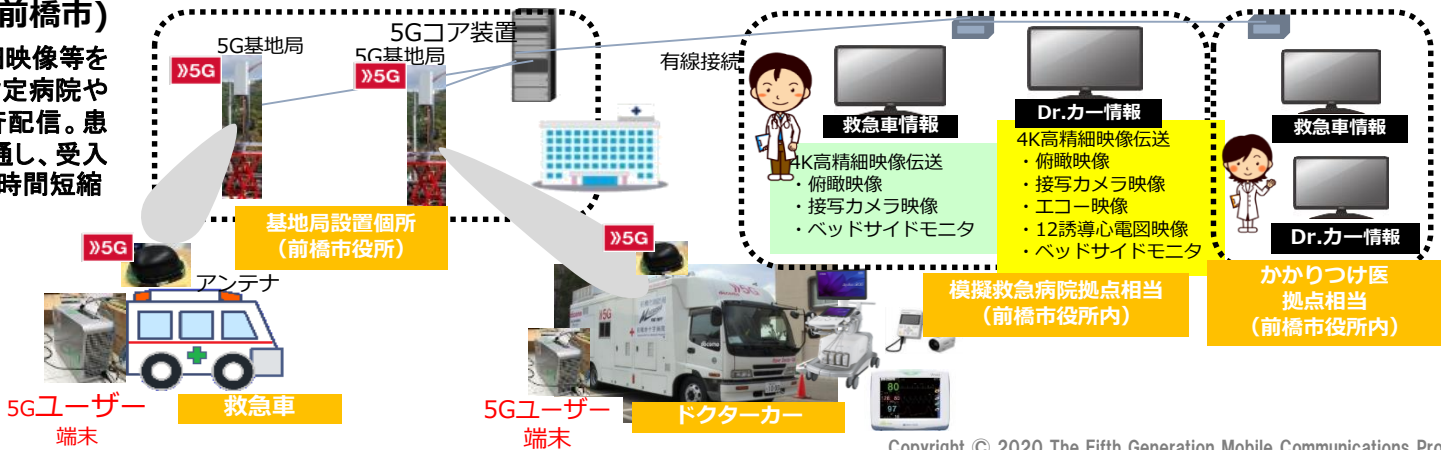 前橋市)
映像等を
定病院や
配信。患
通し、受入
時間短縮
5G基地局
5Gコア装置
5G基地局
»5G
»5G
有線接続
基地局設置個所
（前橋市役所）
»5G
アンテナ
5Gユーザー
端末
救急車
»5G
5G
5Gユーザー
端末
ドクターカー
80
97
救急車情報
4K高精細映像伝送
・俯瞰映像
・接写カメラ映像
・ベッドサイドモニタ
Dr.カー情報
4K高精細映像伝送
・俯瞰映像
・接写カメラ映像
・エコー映像
・12誘導心電図映像
・ベッドサイドモニタ
模擬救急病院拠点相当
（前橋市役所内）
救急車情報
Dr.カー情報
かかりつけ医
拠点相当
（前橋市役所内）
Copyright © 2020 The Fifth Generation Mobile Communications Pro